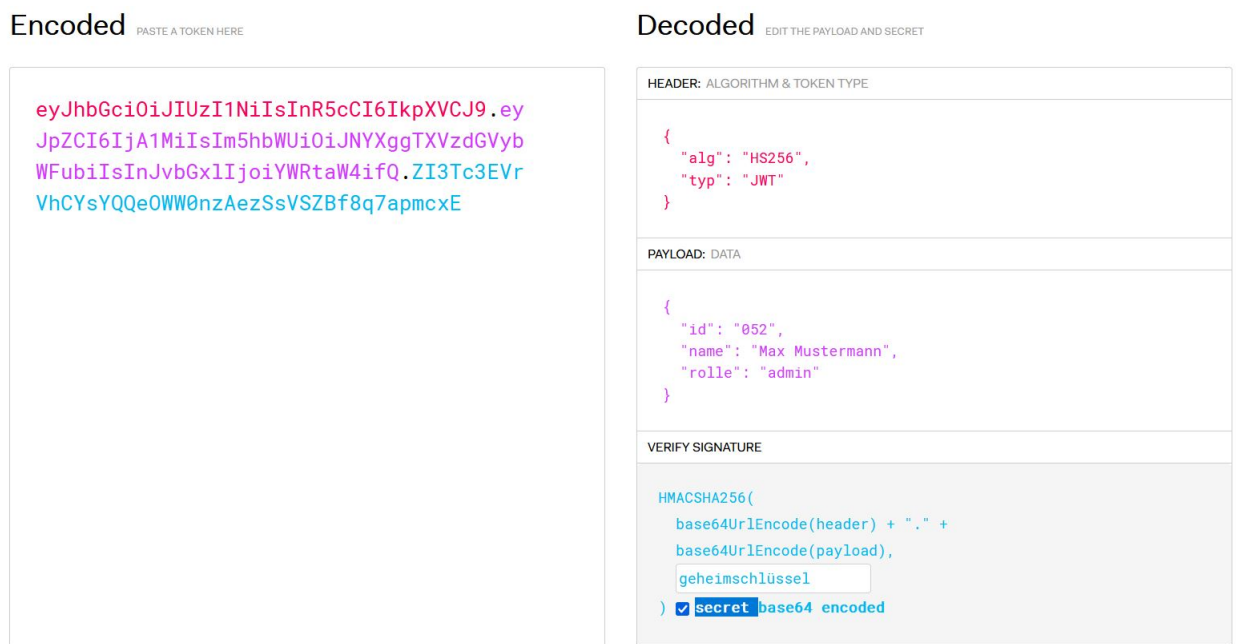 Encoded PASTE A TOKEN HERE
eyJhbGciOiJIUzI1NiIsInR5cCI6IkpXVCJ9.ey
JpZCI6IjA1MiIsIm5hbWUiOiJNYXggTXVzdGVyb
WFubiIsInJvbGxlIjoiYWRtaW4ifQ.ZI3Tc3EVr
VhCYsYQQeOWW0nzAezSsVSZBf8q7apmcxE
Decoded EDIT THE PAYLOAD AND SECRET
HEADER: ALGORITHM & TOKEN TYPE
{
"alg": "HS256",
"typ": "JWT"
}
PAYLOAD: DATA
{
"id": "052",
"name": "Max Mustermann",
"rolle": "admin"
}
VERIFY SIGNATURE
HMACSHA256(
base64UrlEncode(header) + "." +
base64UrlEncode(payload),
geheimschlüssel
) secret base64 encoded